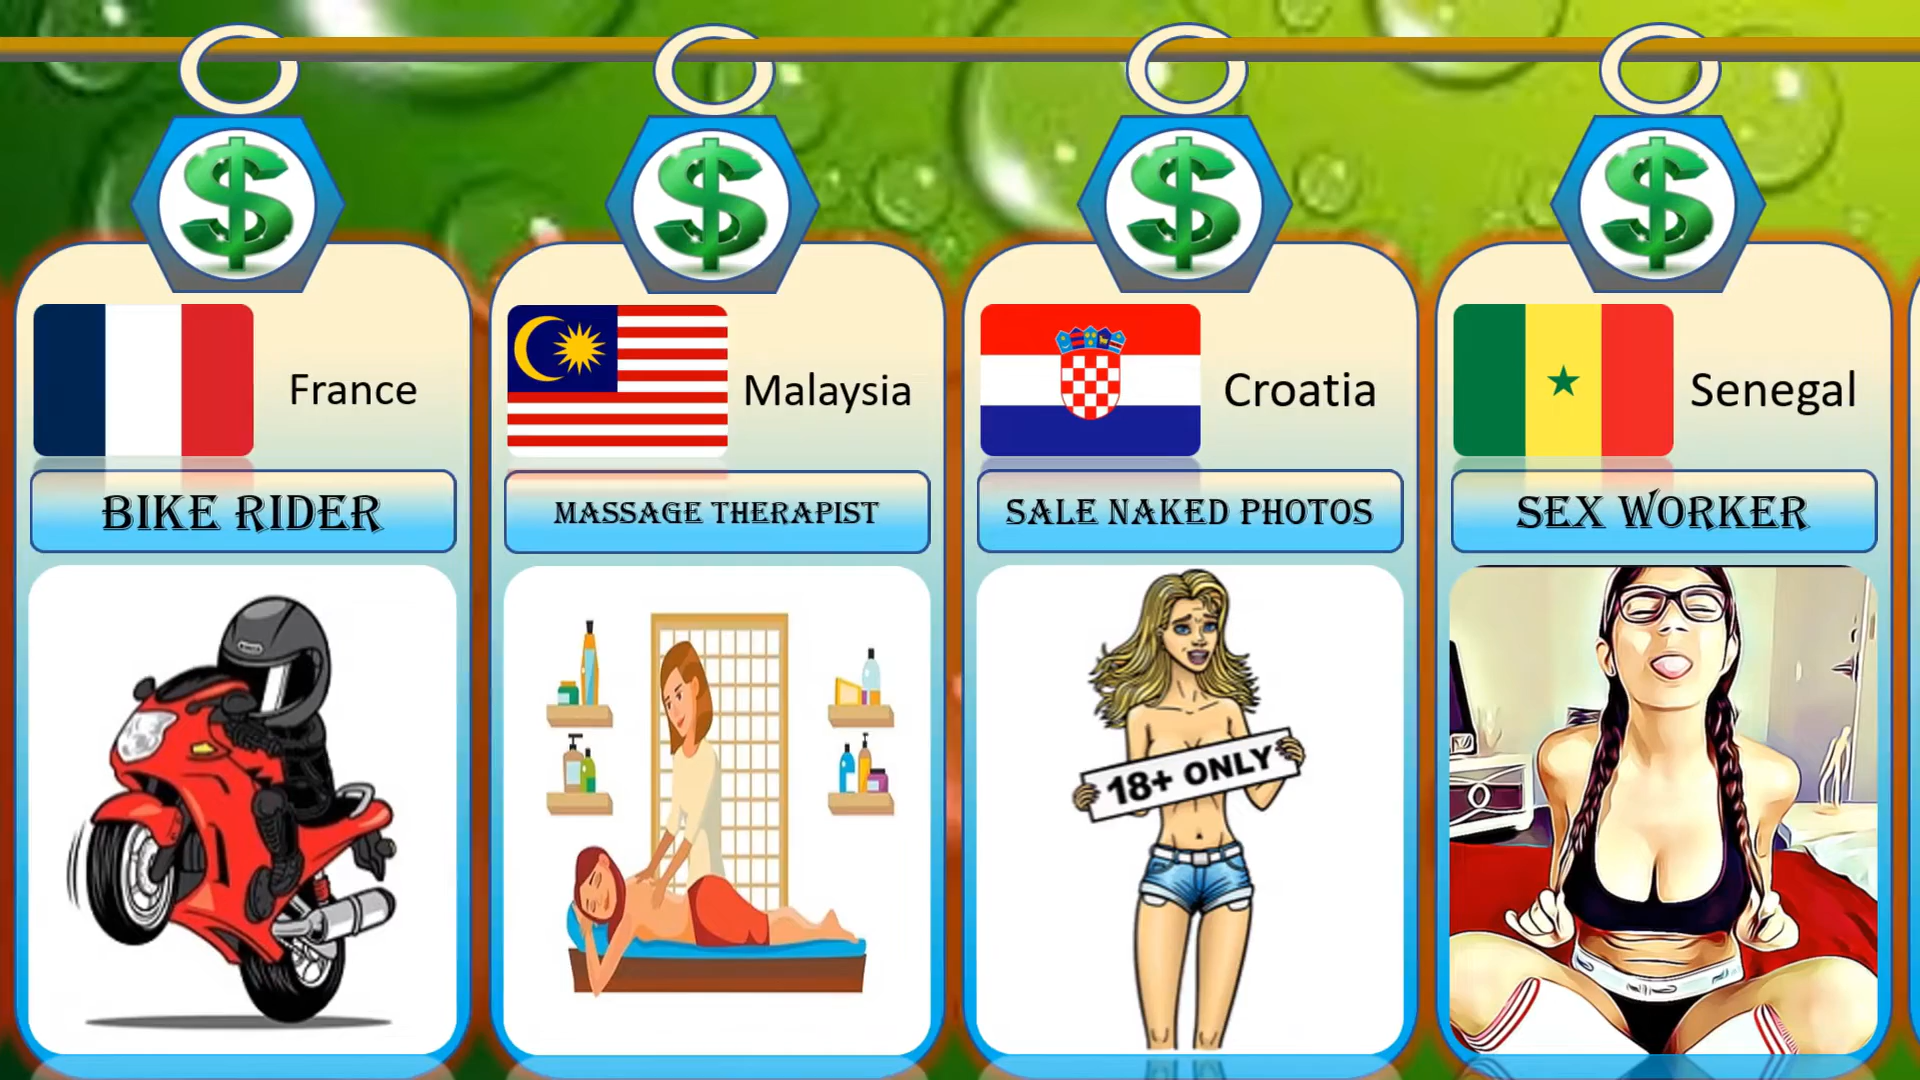 France
BIKE RIDER
Malaysia
MASSAGE THERAPIST
Croatia
SALE NAKED PHOTOS
18+ ONLY
Senegal
SEX WORKER